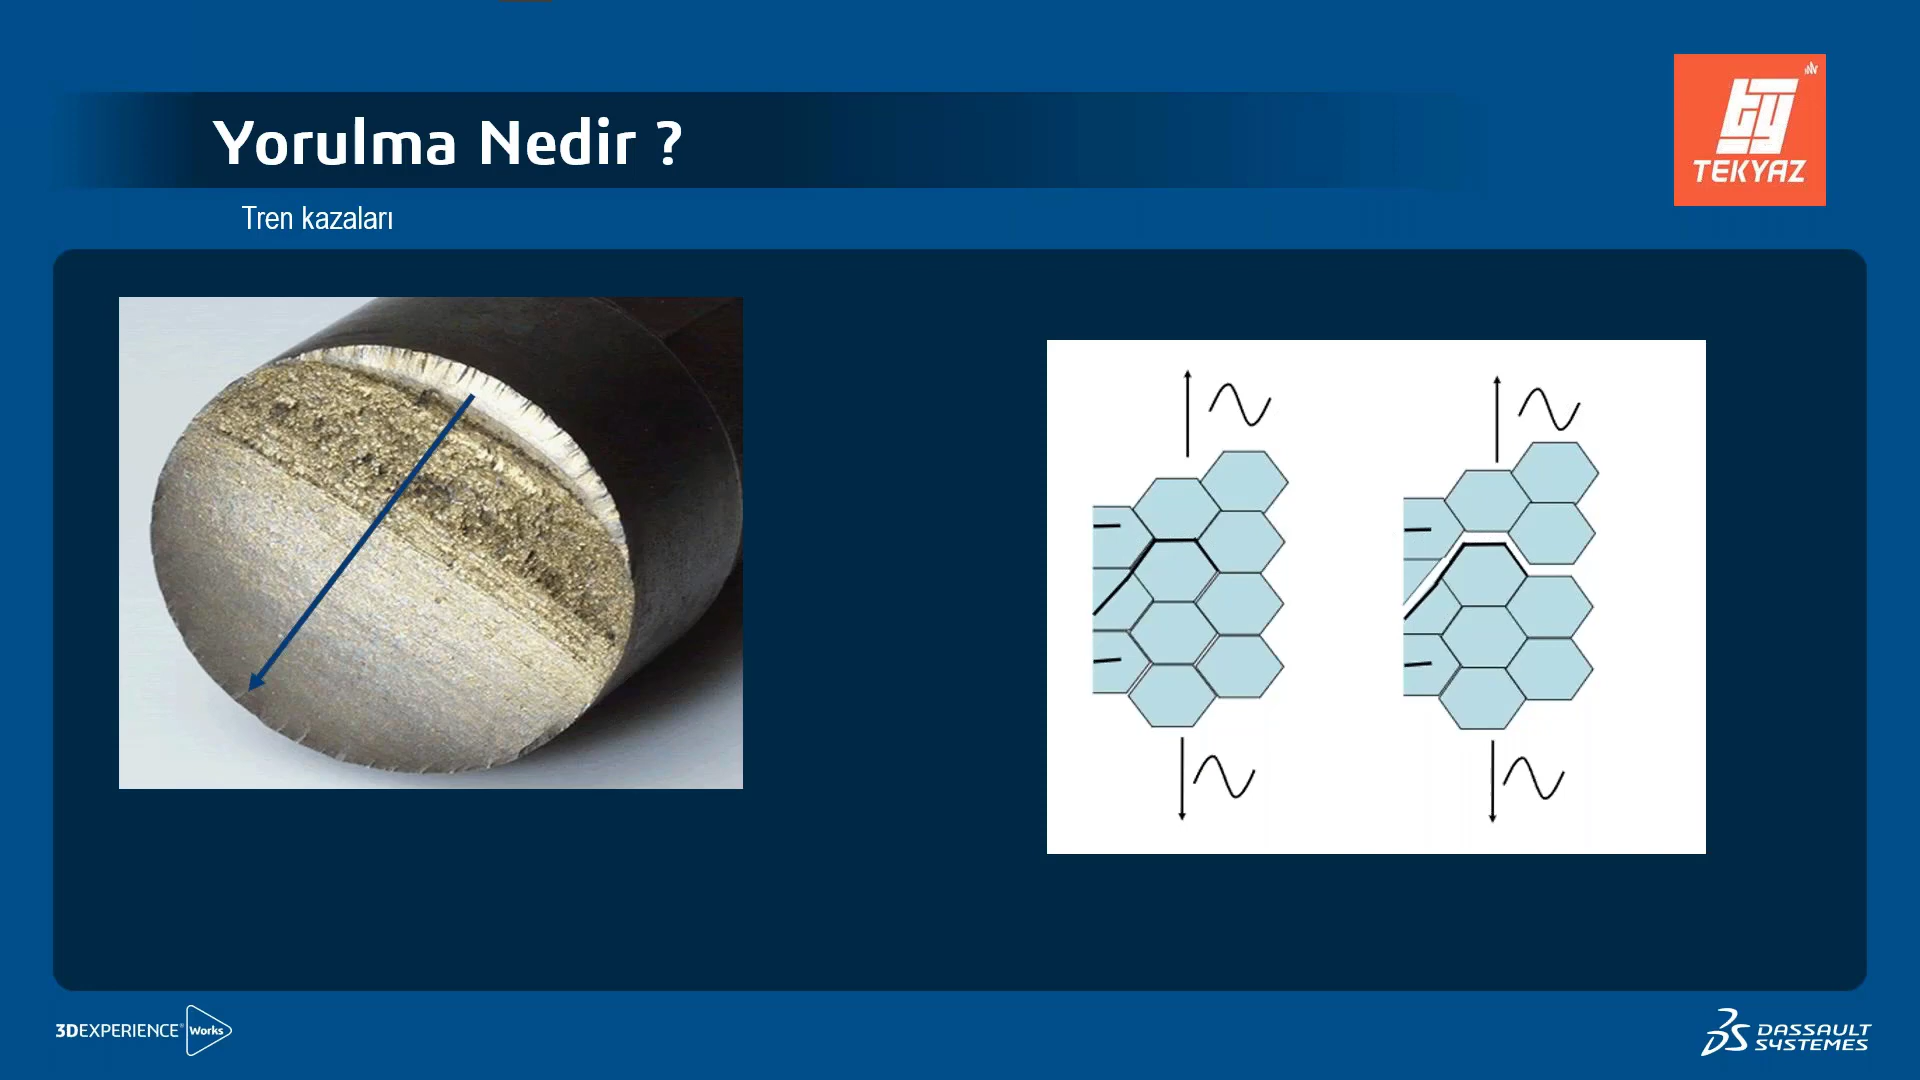 Yorulma Nedir ?
TEKYAZ
Tren kazaları
3DEXPERIENCE® Works
DASSAULT
SYSTEMES